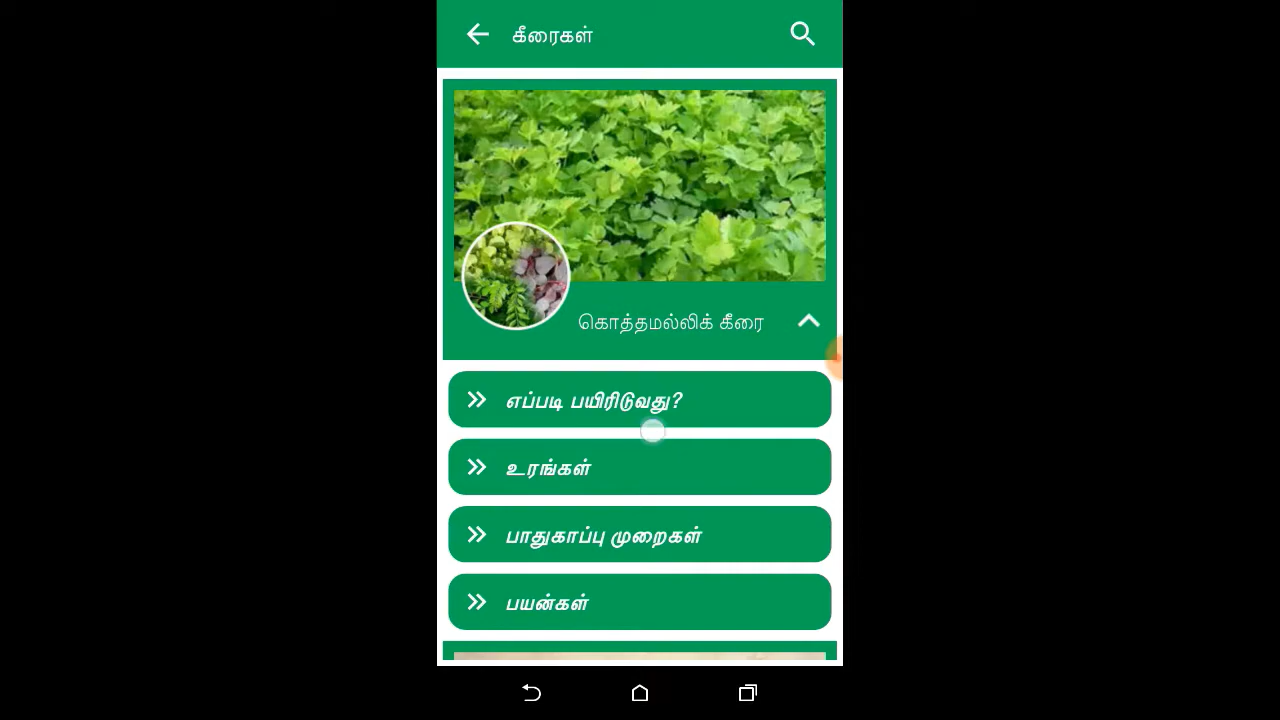 கீரைகள்
கொத்தமல்லிக் கீரை
எப்படி பயிரிடுவது?
உரங்கள்
பாதுகாப்பு முறைகள்
பயன்கள்